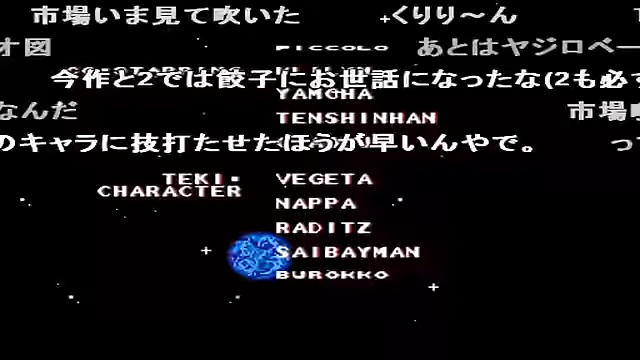 市場いま見て吹いた
くりり～ん
オ図
PICCOLO
あとはヤジロベー
今作と2では餃子にお世話になったな(2も必ず
YAMCHA
なんだ
TENSHINHAN
市場
のキャラに技打たせたほうが早いんやで。
っ
TEKI
CHARACTER
VEGETA
NAPPA
RADITZ
SAIBAYMAN
BUROKKO